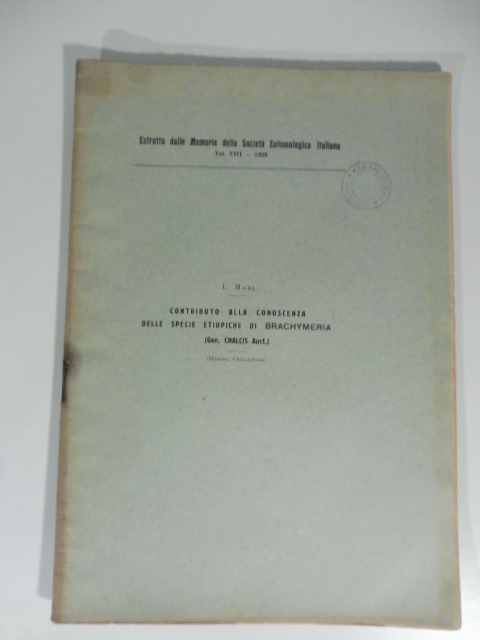 Estratto dalle Memorie della Società Entomologica Italiana
Vol. VIII - 1929
CONTRIBUTO ALLA CONOSCENZA
DELLE SPECIE ETIOPICHE DI BRACHYMERIA
(Gen. CHALCIS Auct.)
(Hymen. Chalcididae)